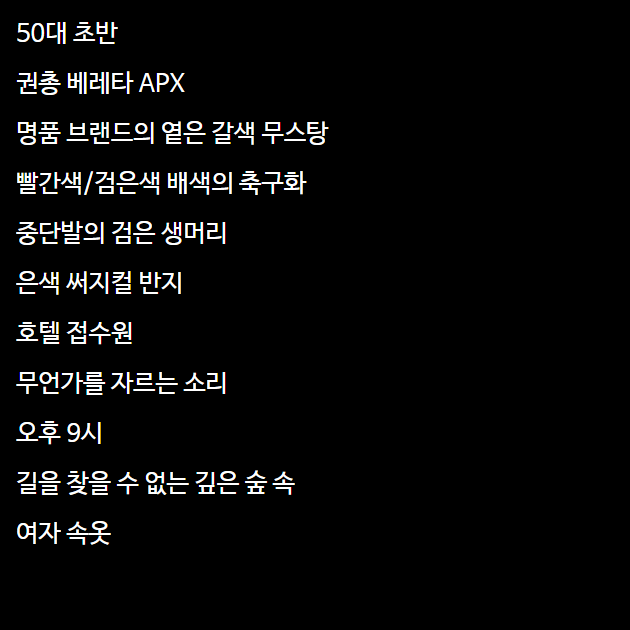 50대 초반
권총 베레타 APX
명품 브랜드의 옅은 갈색 무스탕
빨간색/검은색 배색의 축구화
중단발의 검은 생머리
은색 써지컬 반지
호텔 접수원
무언가를 자르는 소리
오후 9시
길을 찾을 수 없는 깊은 숲 속
여자 속옷